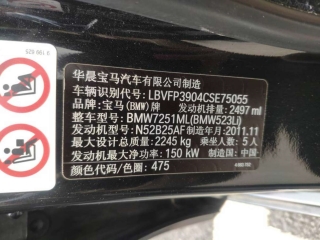 华晨宝马汽车有限公司制造
车辆识别代号: LBVFP3904CSE75055
品牌: 宝马(BMW)牌 发动机排量: 2497 ml
整车型号: BMW7251ML(BMW523Li)
发动机型号: N52B25AF 制造年月: 2011.11
最大设计总质量: 2245 kg 乘坐人数: 5人
发动机最大净功率: 150 kW 制造国: 中国
颜色代码/色圈: 475